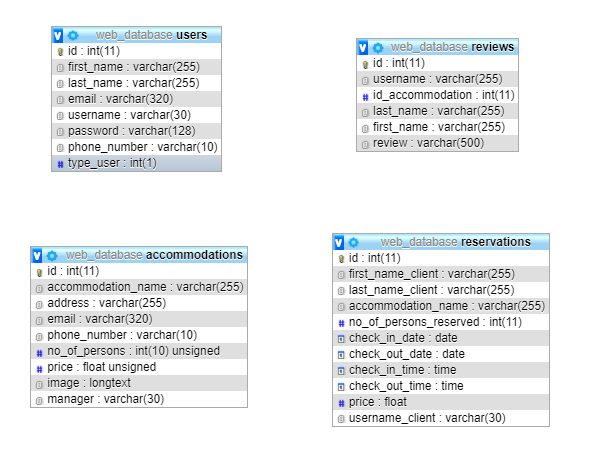 web_database users
id : int(11)
first_name : varchar(255)
last_name : varchar(255)
email : varchar(320)
username : varchar(30)
password : varchar(128)
phone_number : varchar(10)
type_user : int(1)
web_database reviews
id : int(11)
username : varchar(255)
id_accommodation : int(11)
last_name : varchar(255)
first_name : varchar(255)
review : varchar(500)
web_database accommodations
id : int(11)
accommodation_name : varchar(255)
address : varchar(255)
email : varchar(320)
phone_number : varchar(10)
no_of_persons : int(10) unsigned
price : float unsigned
image : longtext
manager : varchar(30)
web_database reservations
id : int(11)
first_name_client : varchar(255)
last_name_client : varchar(255)
accommodation_name : varchar(255)
no_of_persons_reserved : int(11)
check_in_date : date
check_out_date : date
check_in_time : time
check_out_time : time
price : float
username_client : varchar(30)